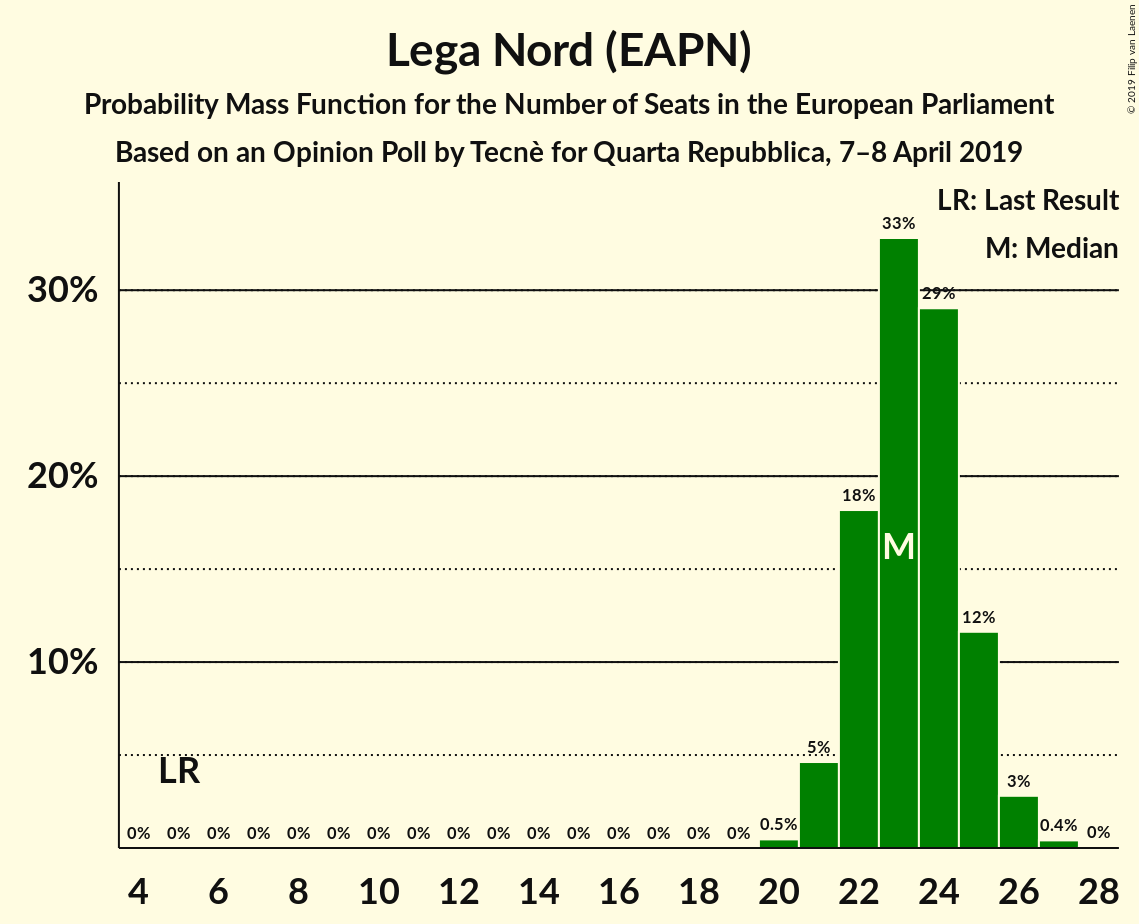 Lega Nord (EAPN)
Probability Mass Function for the Number of Seats in the European Parliament
Based on an Opinion Poll by Tecnè for Quarta Repubblica, 7–8 April 2019
© 2019 Filip van Laenen
LR: Last Result
M: Median
33%
30%
29%
20%
18%
M
12%
10%
5%
LR
3%
0% 0% 0% 0% 0% 0% 0% 0% 0% 0% 0% 0% 0% 0% 0% 0% 0.5% 0.4% 0%
4 6 8 10 12 14 16 18 20 22 24 26 28